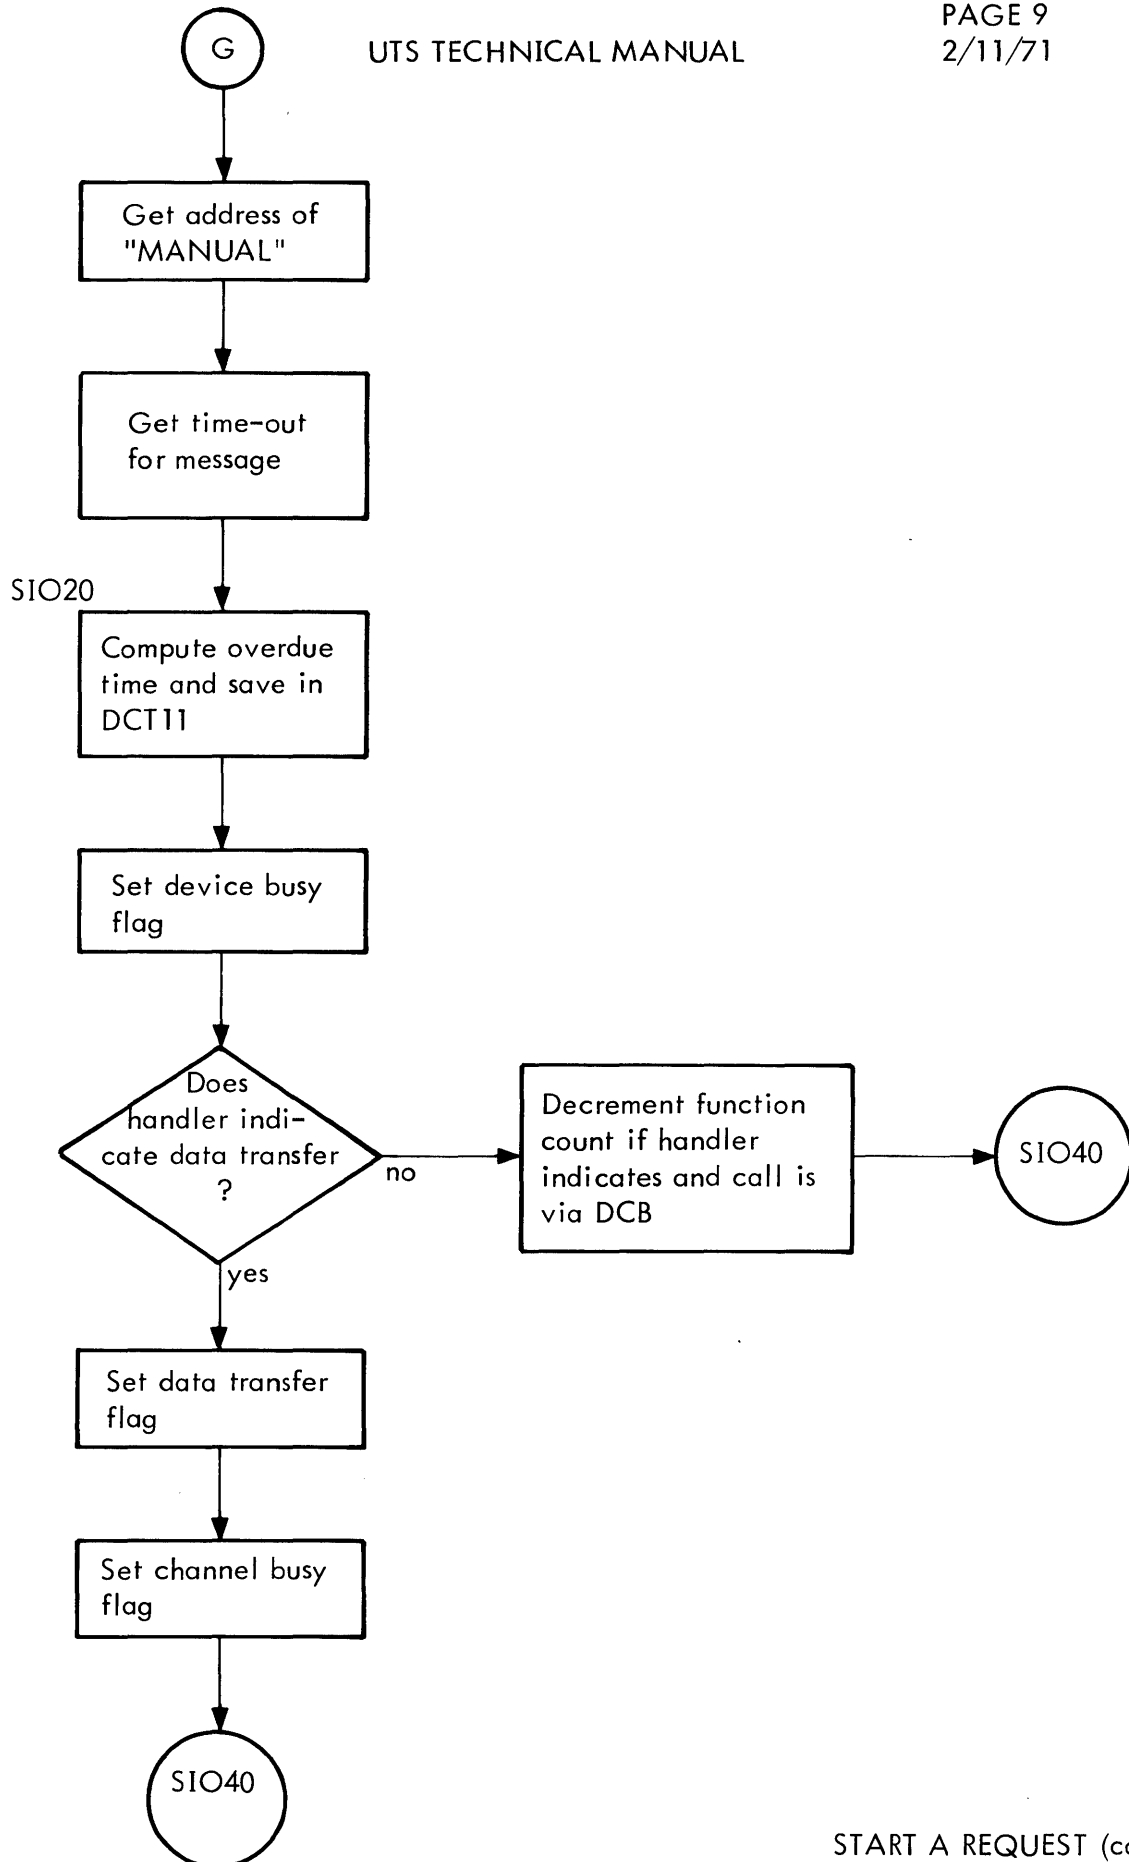 PAGE 9
G
UTS TECHNICAL MANUAL
2/11/71
Get address of
"MANUAL"
Get time-out
for message
SIO20
Compute overdue
time and save in
DCT11
Set device busy
flag
Does
handler indi-
cate data transfer
?
no
Decrement function
count if handler
indicates and call is
via DCB
SIO40
yes
Set data transfer
flag
Set channel busy
flag
SIO40
START A REQUEST (co